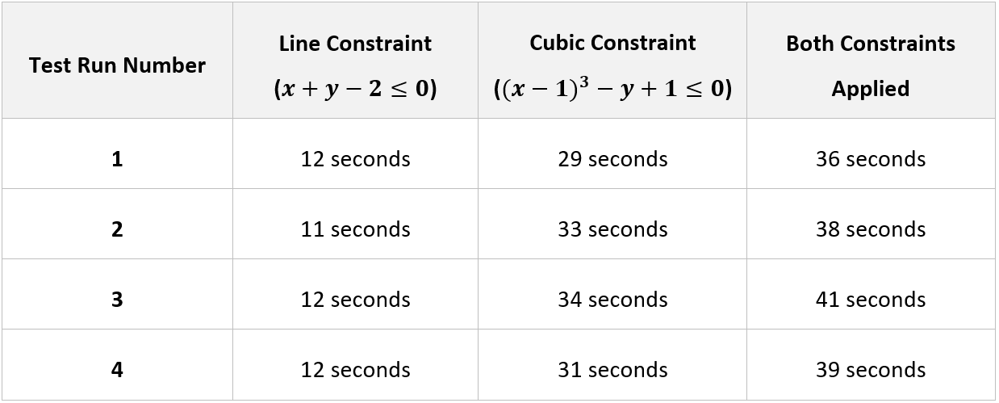 Test Run Number
Line Constraint
(x + y − 2 ≤ 0)
Cubic Constraint
((x − 1)³ − y + 1 ≤ 0)
Both Constraints
Applied
1
12 seconds
29 seconds
36 seconds
2
11 seconds
33 seconds
38 seconds
3
12 seconds
34 seconds
41 seconds
4
12 seconds
31 seconds
39 seconds